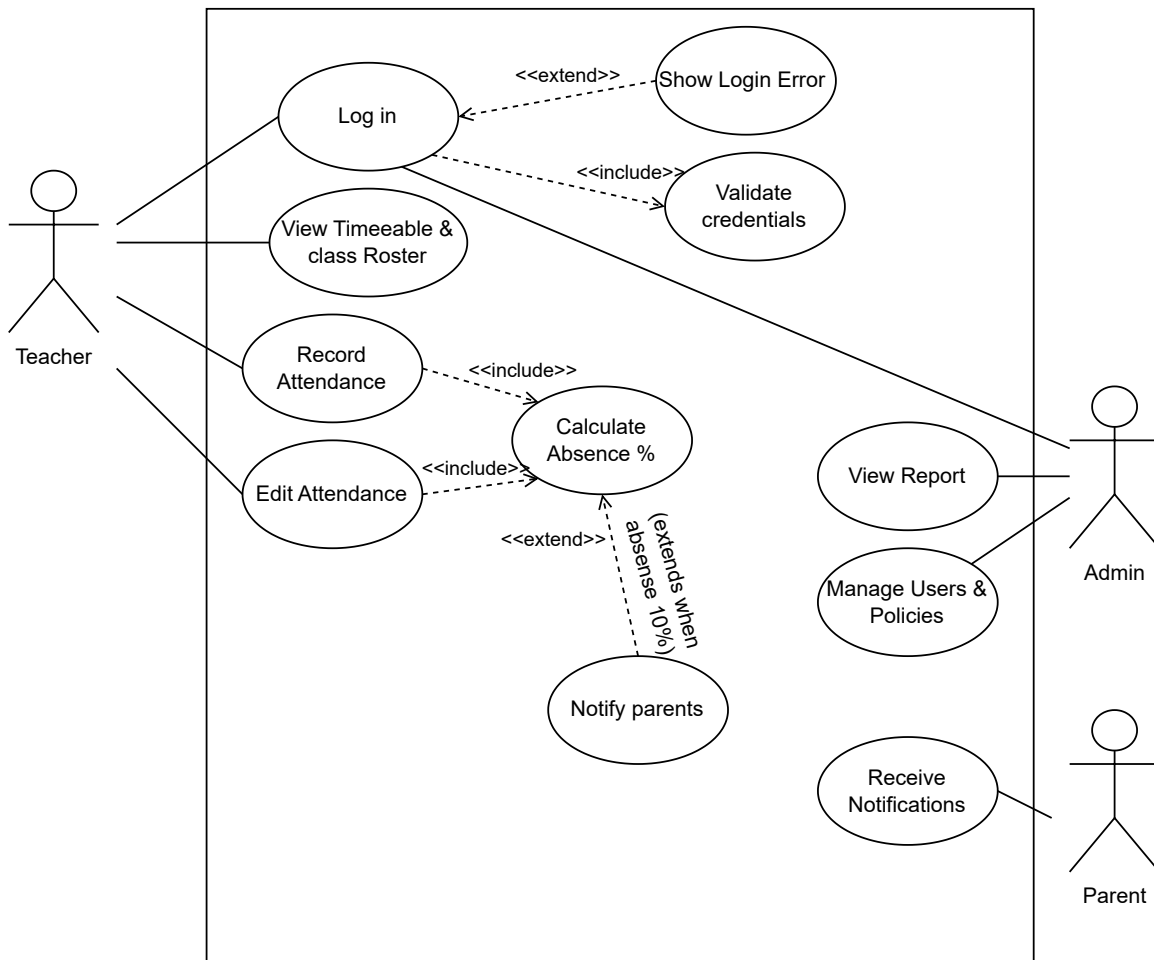 <<extend>>
Show Login Error
Log in
<<include>>
Validate
credentials
View Timeeable &
class Roster
Teacher
Record
Attendance
<<include>>
Calculate
Absence %
<<include>>
Edit Attendance
View Report
<<extend>>
(extends when
absense 10%)
Admin
Manage Users &
Policies
Notify parents
Receive
Notifications
Parent